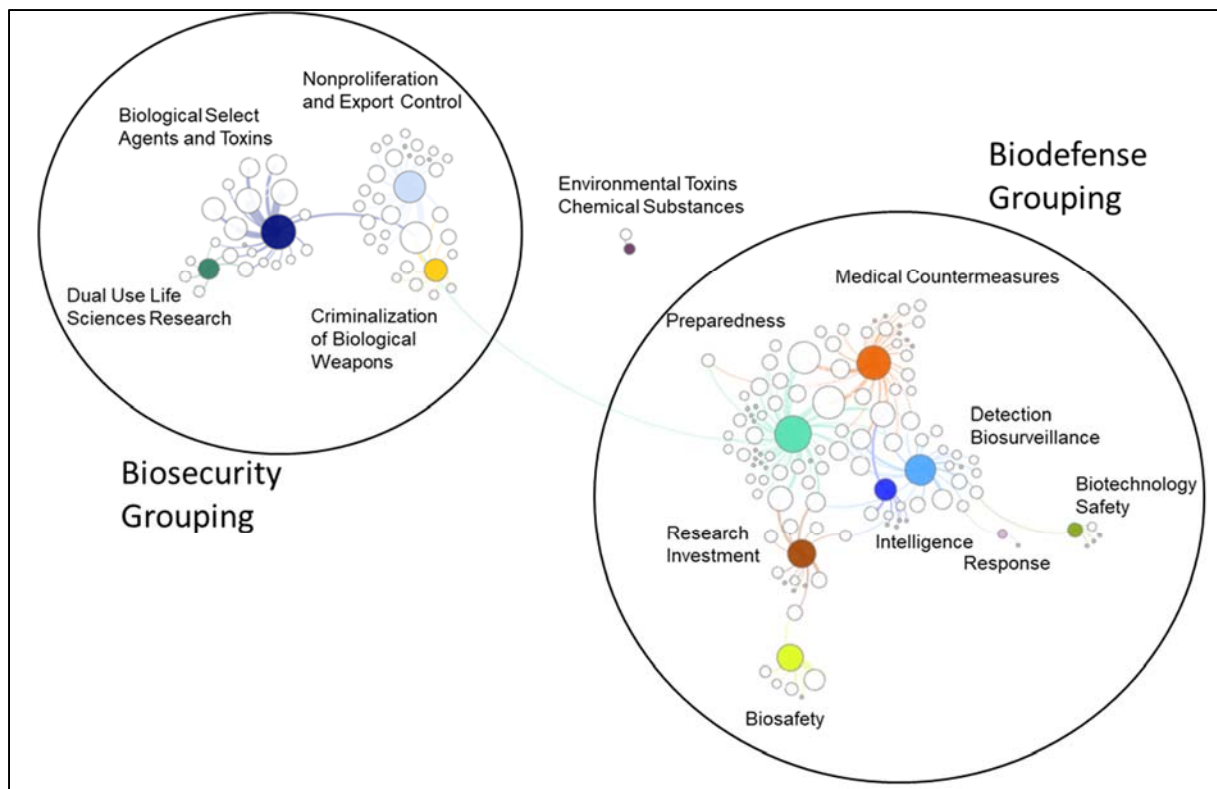 Nonproliferation
and Export Control
Biological Select
Agents and Toxins
Dual Use Life
Sciences Research
Criminalization
of Biological
Weapons
Biosecurity
Grouping
Environmental Toxins
Chemical Substances
Biodefense
Grouping
Medical Countermeasures
Preparedness
Detection
Biosurveillance
Biotechnology
Safety
Research
Investment
Intelligence
Response
Biosafety